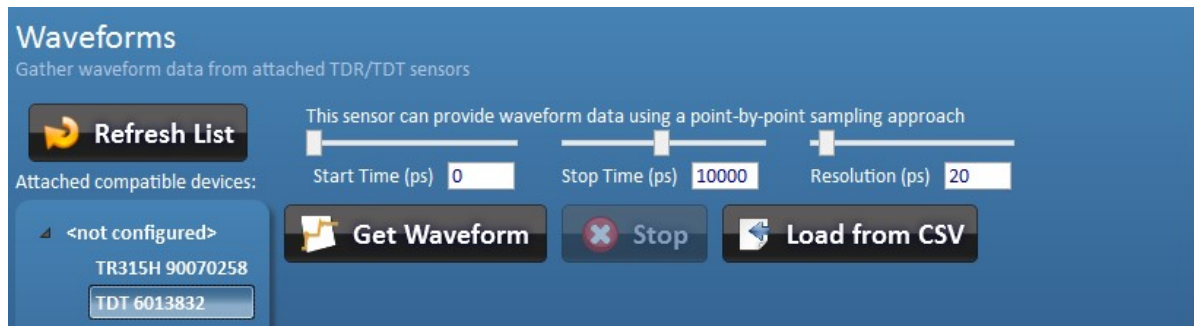 Waveforms
Gather waveform data from attached TDR/TDT sensors
Refresh List
This sensor can provide waveform data using a point-by-point sampling approach
Start Time (ps) 0 Stop Time (ps) 10000 Resolution (ps) 20
Attached compatible devices:
Get Waveform Stop Load from CSV
<not configured>
TR315H 90070258
TDT 6013832